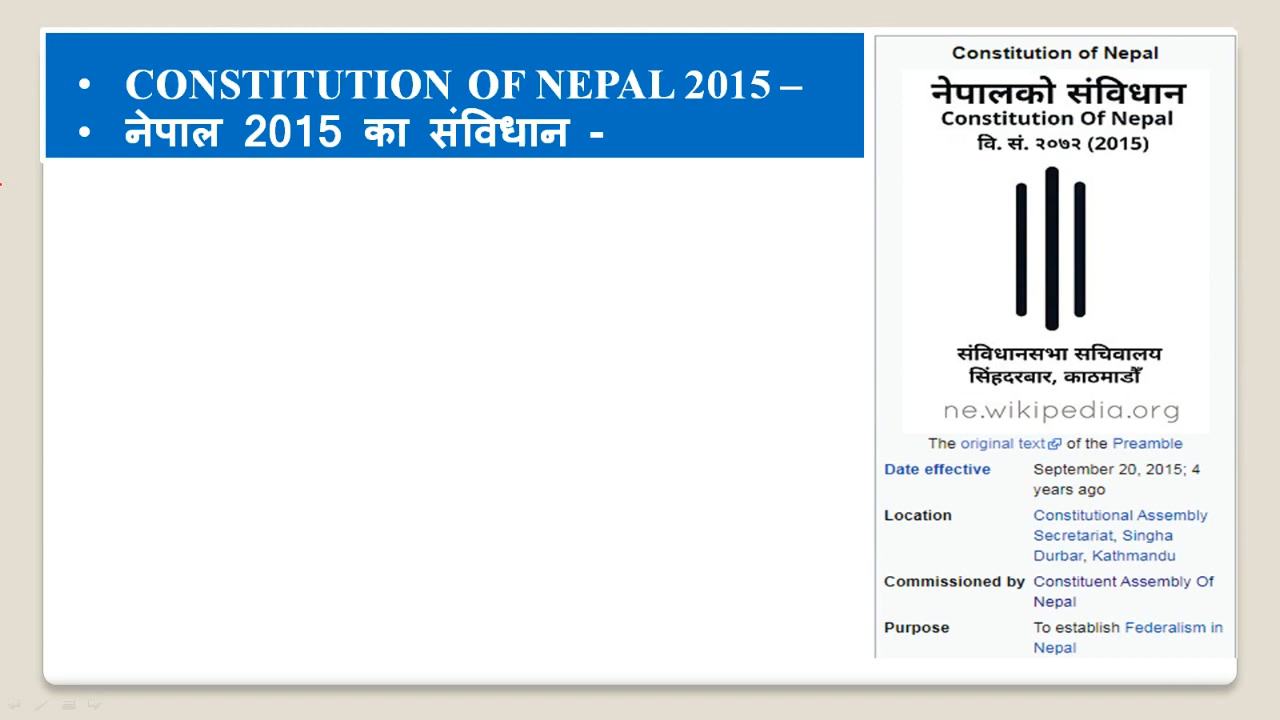 • CONSTITUTION OF NEPAL 2015 –
• नेपाल 2015 का संविधान -
Constitution of Nepal
नेपालको संविधान
Constitution Of Nepal
वि. सं. २०७२ (2015)
संविधानसभा सचिवालय
सिंहदरबार, काठमाडौँ
ne.wikipedia.org
The original text of the Preamble
Date effective September 20, 2015; 4
years ago
Location Constitutional Assembly
Secretariat, Singha
Durbar, Kathmandu
Commissioned by Constituent Assembly Of
Nepal
Purpose To establish Federalism in
Nepal